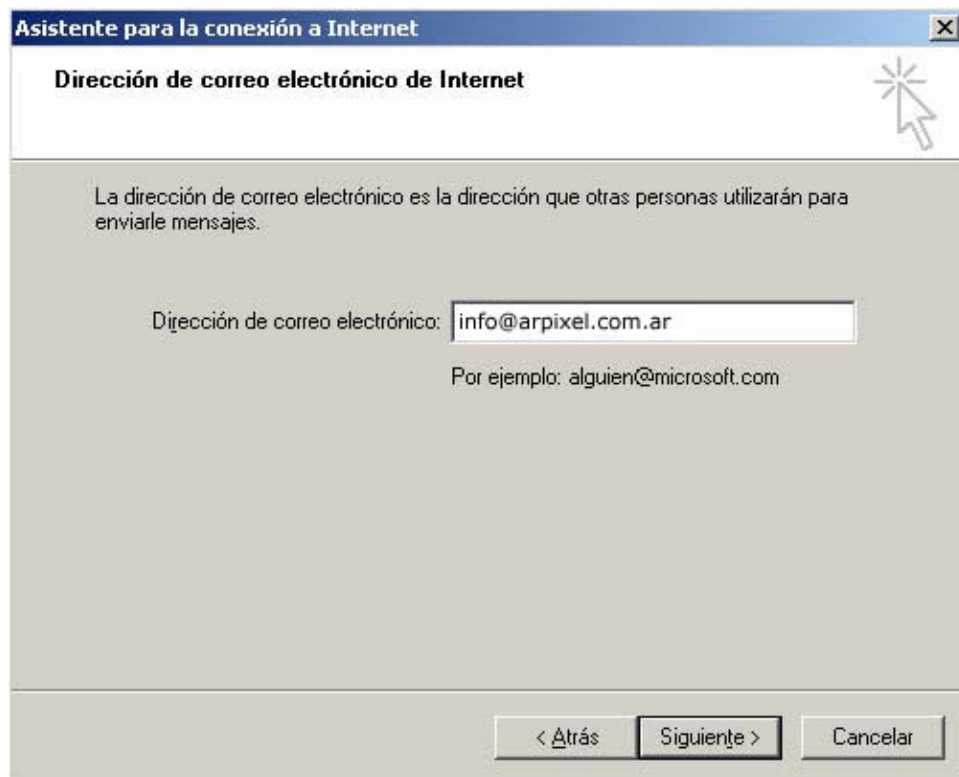 Asistente para la conexión a Internet
Dirección de correo electrónico de Internet
La dirección de correo electrónico es la dirección que otras personas utilizarán para
enviarle mensajes.
Dirección de correo electrónico: info@arpixel.com.ar
Por ejemplo: alguien@microsoft.com
< Atrás Siguiente > Cancelar